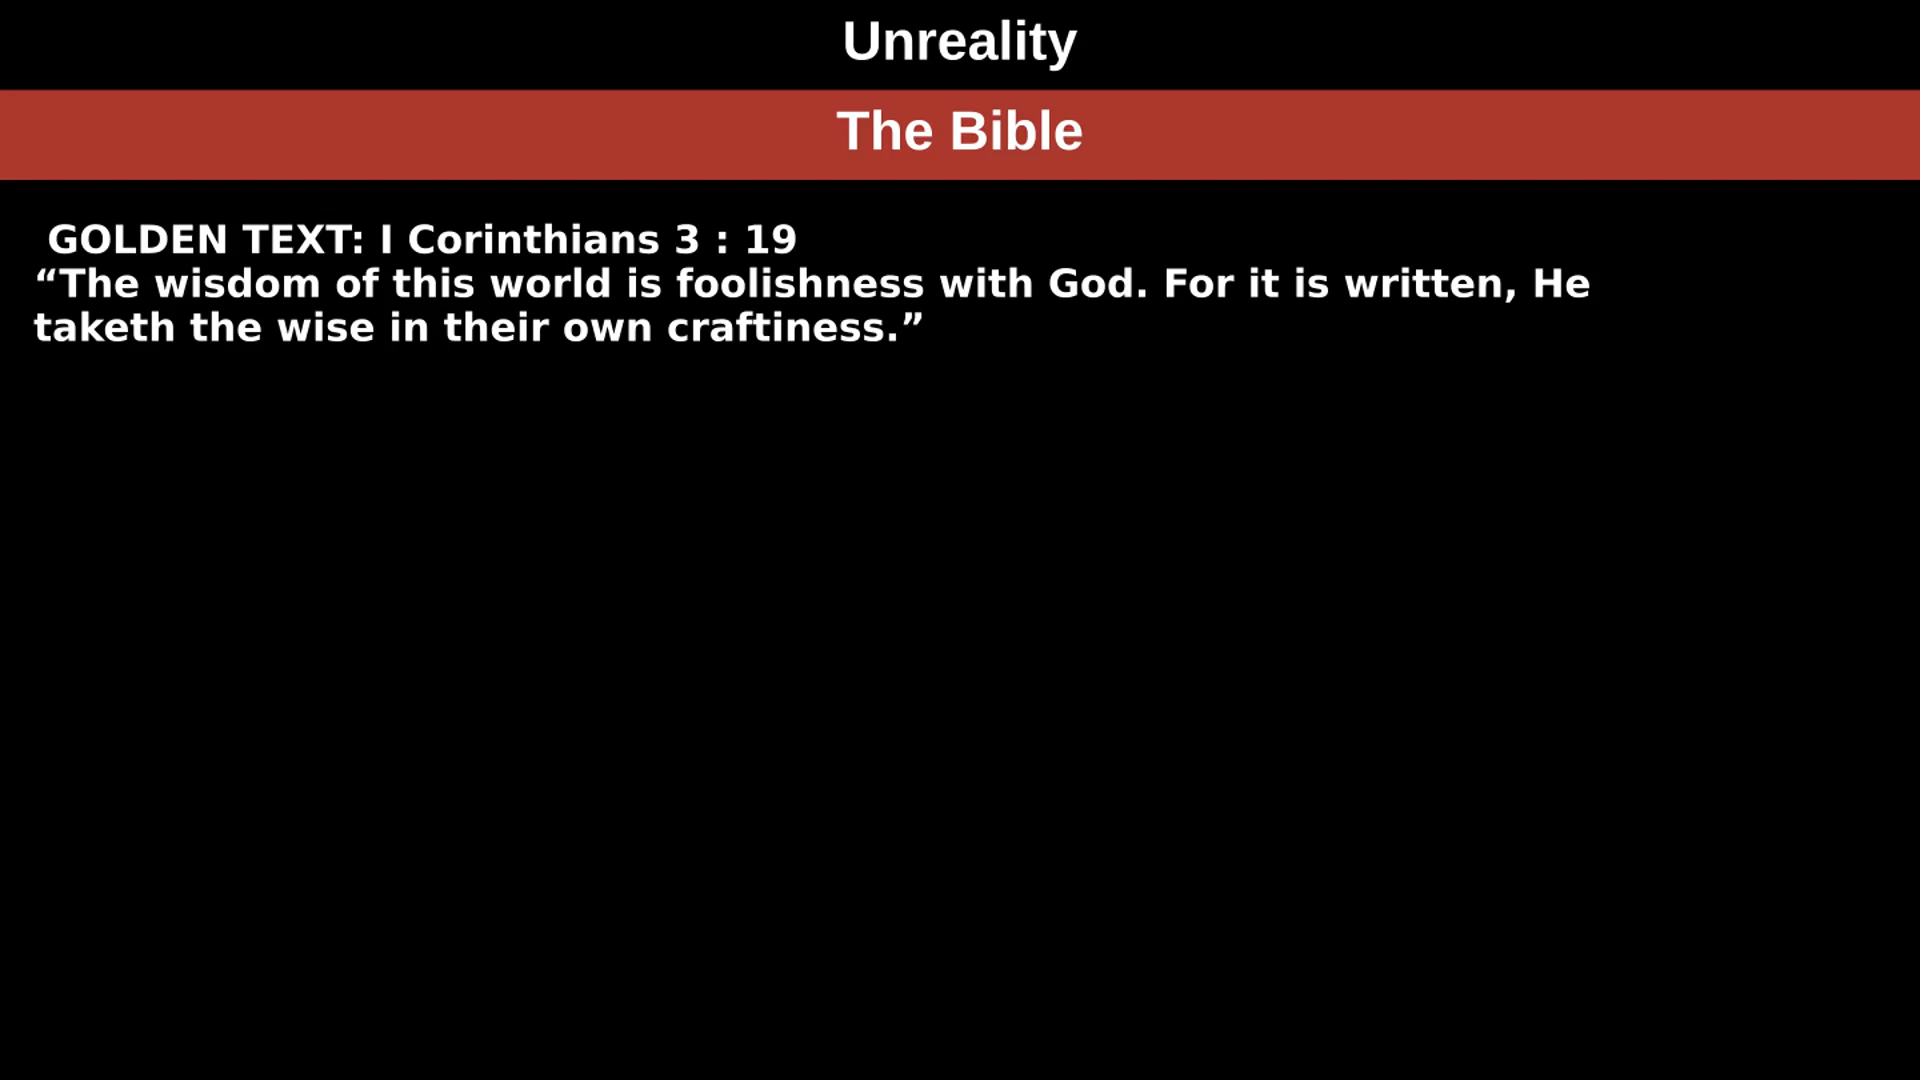 Unreality
The Bible
GOLDEN TEXT: I Corinthians 3 : 19
“The wisdom of this world is foolishness with God. For it is written, He
taketh the wise in their own craftiness.”